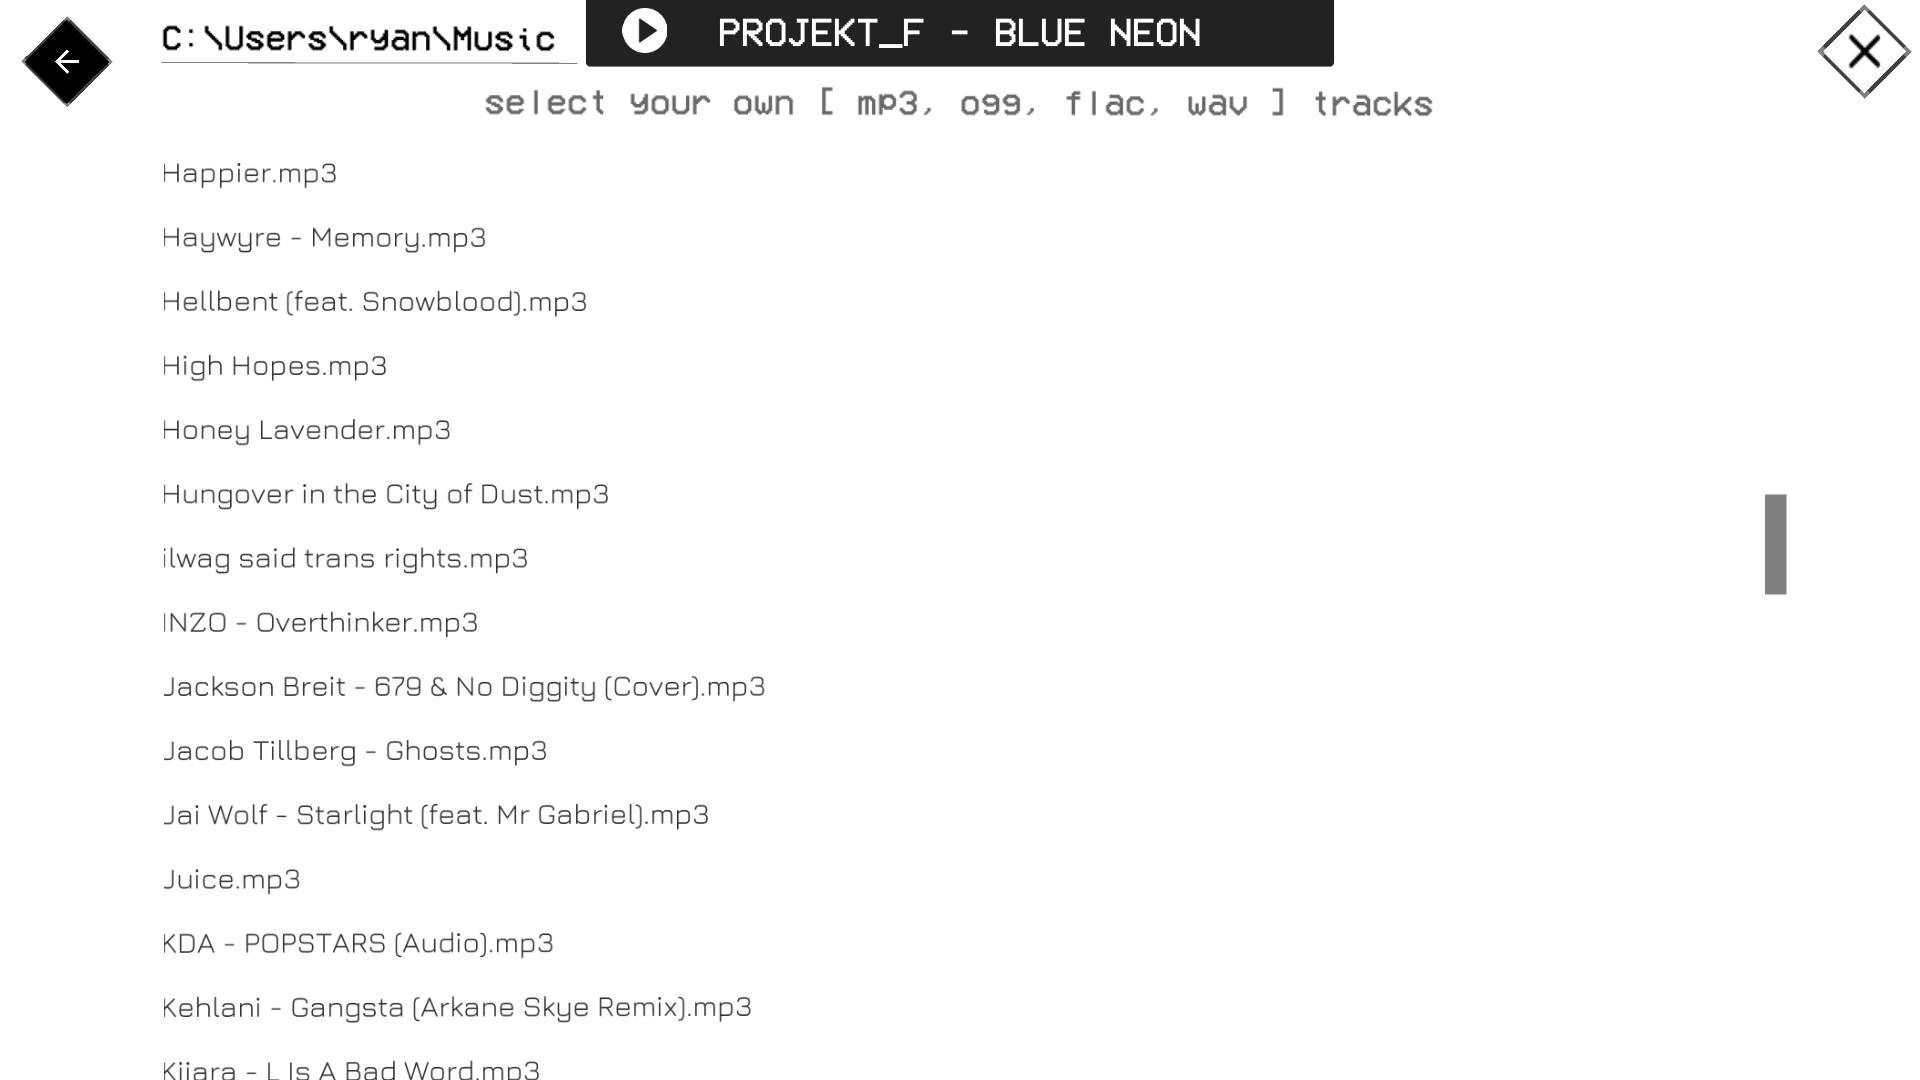 C:\Users\ryan\Music
PROJEKT_F - BLUE NEON
select your own [ mp3, ogg, flac, wav ] tracks
Happier.mp3
Haywyre - Memory.mp3
Hellbent (feat. Snowblood).mp3
High Hopes.mp3
Honey Lavender.mp3
Hungover in the City of Dust.mp3
ilwag said trans rights.mp3
INZO - Overthinker.mp3
Jackson Breit - 679 & No Diggity (Cover).mp3
Jacob Tillberg - Ghosts.mp3
Jai Wolf - Starlight (feat. Mr Gabriel).mp3
Juice.mp3
KDA - POPSTARS (Audio).mp3
Kehlani - Gangsta (Arkane Skye Remix).mp3
Kiiara - L Is A Bad Word.mp3